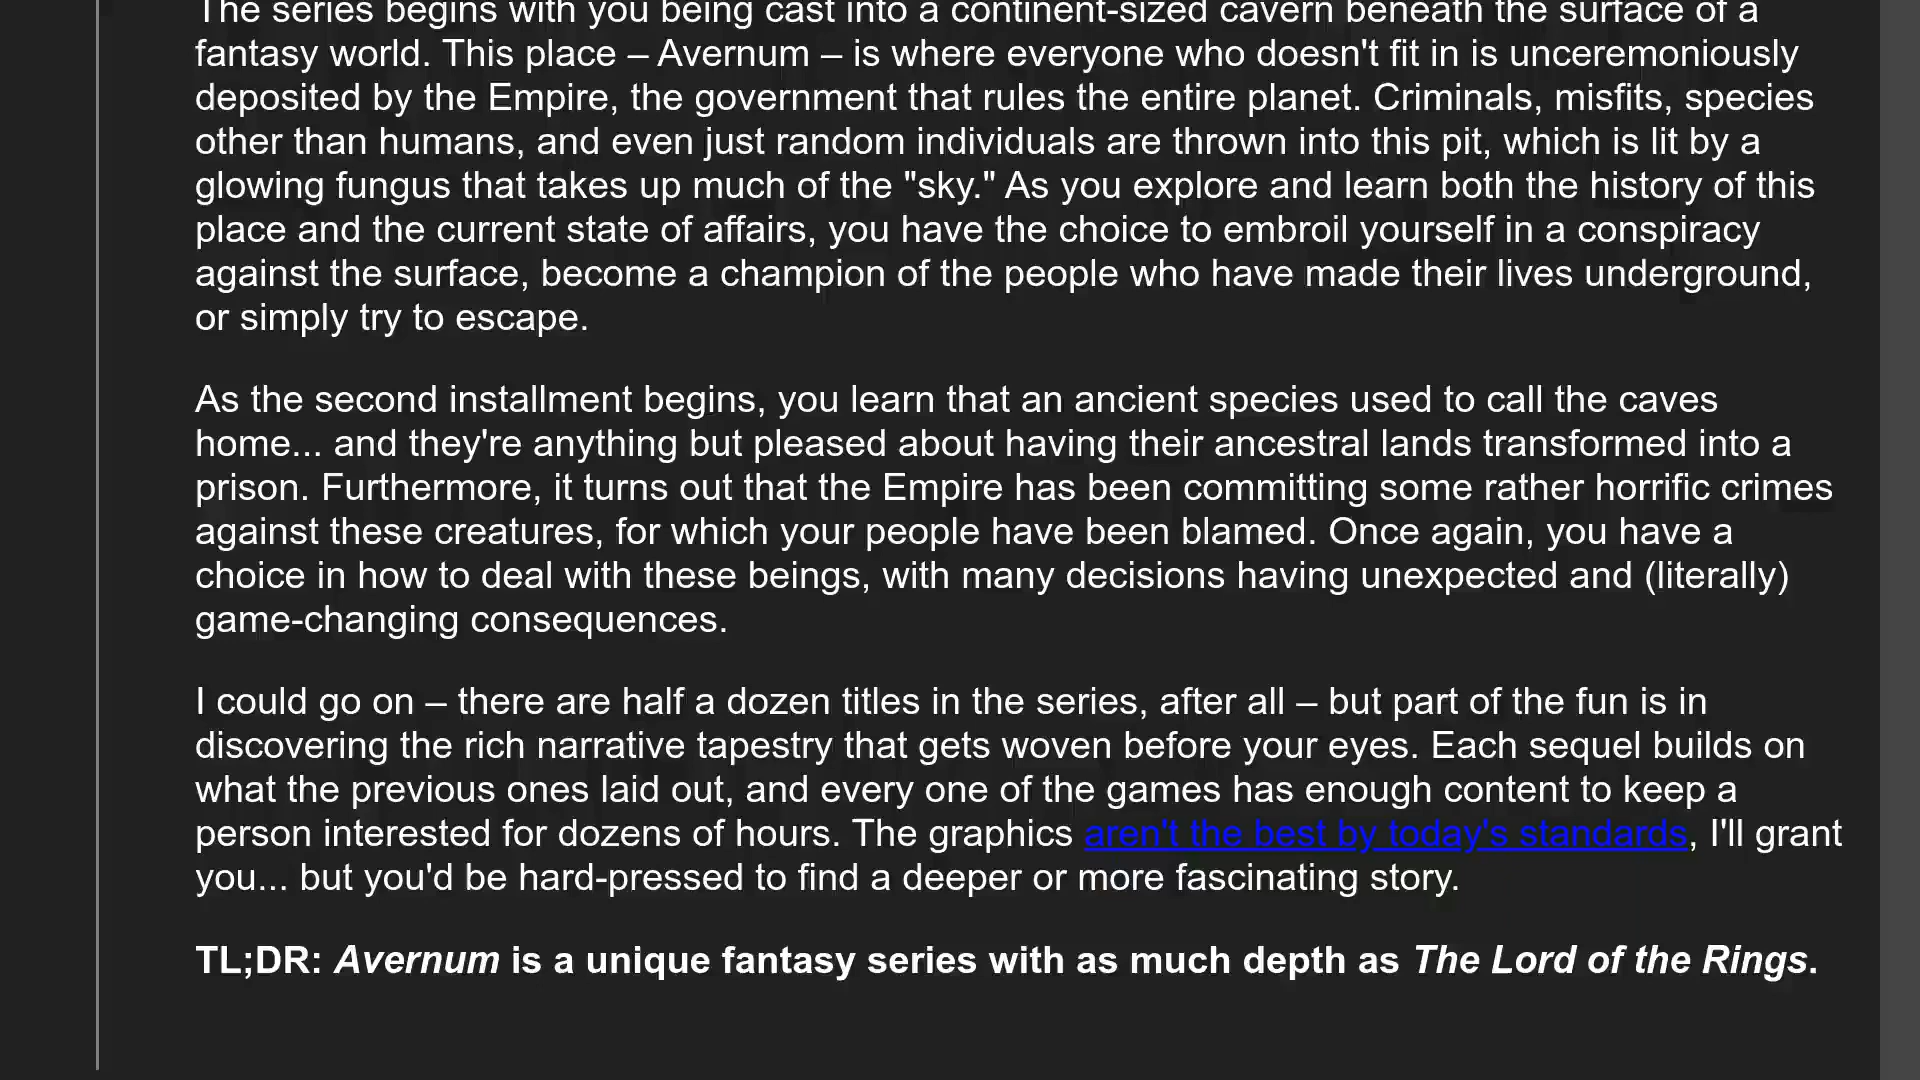 The series begins with you being cast into a continent-sized cavern beneath the surface of a
fantasy world. This place – Avernum – is where everyone who doesn't fit in is unceremoniously
deposited by the Empire, the government that rules the entire planet. Criminals, misfits, species
other than humans, and even just random individuals are thrown into this pit, which is lit by a
glowing fungus that takes up much of the "sky." As you explore and learn both the history of this
place and the current state of affairs, you have the choice to embroil yourself in a conspiracy
against the surface, become a champion of the people who have made their lives underground,
or simply try to escape.
As the second installment begins, you learn that an ancient species used to call the caves
home... and they're anything but pleased about having their ancestral lands transformed into a
prison. Furthermore, it turns out that the Empire has been committing some rather horrific crimes
against these creatures, for which your people have been blamed. Once again, you have a
choice in how to deal with these beings, with many decisions having unexpected and (literally)
game-changing consequences.
I could go on – there are half a dozen titles in the series, after all – but part of the fun is in
discovering the rich narrative tapestry that gets woven before your eyes. Each sequel builds on
what the previous ones laid out, and every one of the games has enough content to keep a
person interested for dozens of hours. The graphics aren't the best by today's standards, I'll grant
you... but you'd be hard-pressed to find a deeper or more fascinating story.
TL;DR: Avernum is a unique fantasy series with as much depth as The Lord of the Rings.